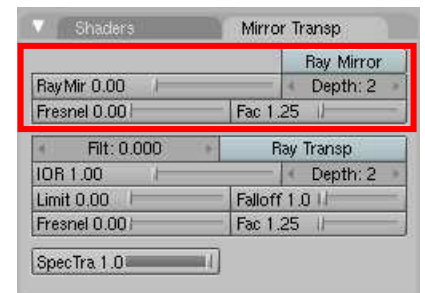 Shaders Mirror Transp
Ray Mirror
RayMir 0.00 Depth: 2
Fresnel 0.00 Fac 1.25
Filt: 0.000 Ray Transp
IOR 1.00 Depth: 2
Limit 0.00 Falloff 1.0
Fresnel 0.00 Fac 1.25
SpecTra 1.0